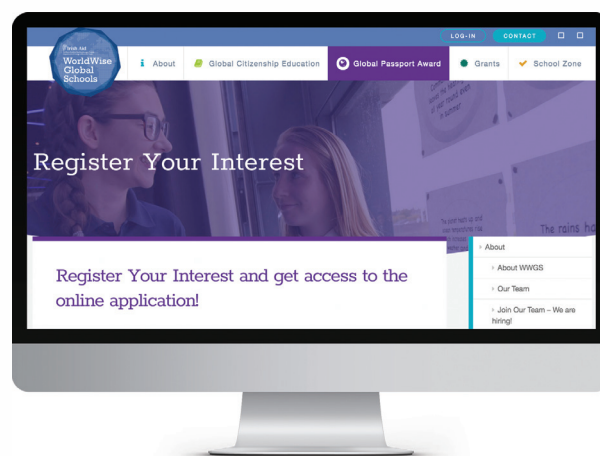 LOG-IN
CONTACT
WorldWise
Global
Schools
About
Global Citizenship Education
Global Passport Award
Grants
School Zone
Register Your Interest
The rains
Register Your Interest and get access to the
online application!
About
About WWGS
Our Team
Join Our Team – We are
hiring!